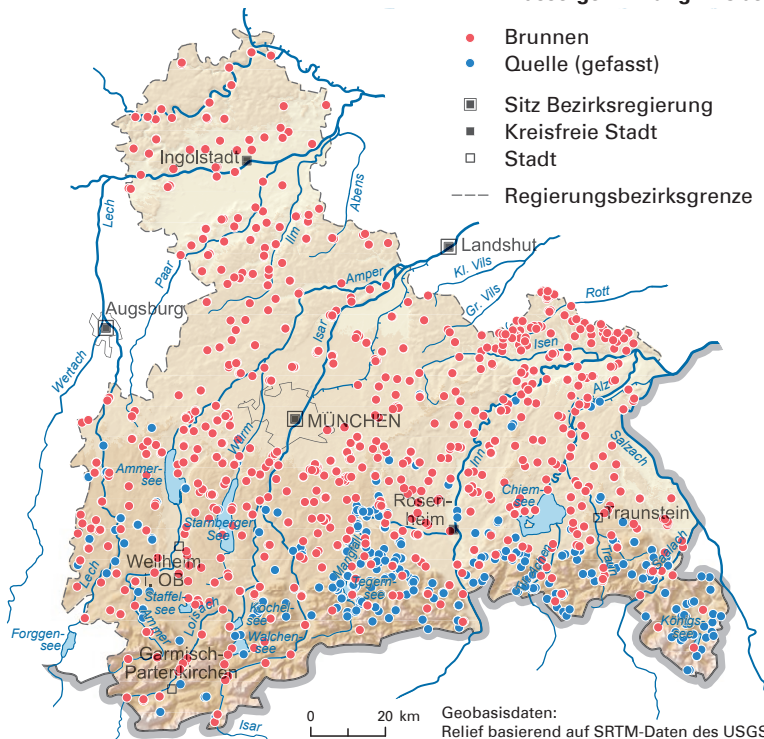 Brunnen
Quelle (gefasst)
Sitz Bezirksregierung
Kreisfreie Stadt
Stadt
Regierungsbezirksgrenze
Ingolstadt
Lech
Abens
Ilm
Paar
Landshut
Kl. Vils
Amper
Gr. Vils
Rott
Augsburg
Isar
Isen
Wertach
Alz
MÜNCHEN
Würm
Salzach
Ammer-
see
Inn
Chiem-
see
Rosen-
heim
Traunstein
Starnberger
See
Mangfall
Weilheim
i. OB
Lech
Tegern-
see
Traun
Saalach
Staffel-
see
Ammer
Loisach
Kochel-
see
Walchen-
see
Königs-
see
Forggen-
see
Garmisch-
Partenkirchen
Isar
0 20 km
Geobasisdaten:
Relief basierend auf SRTM-Daten des USGS